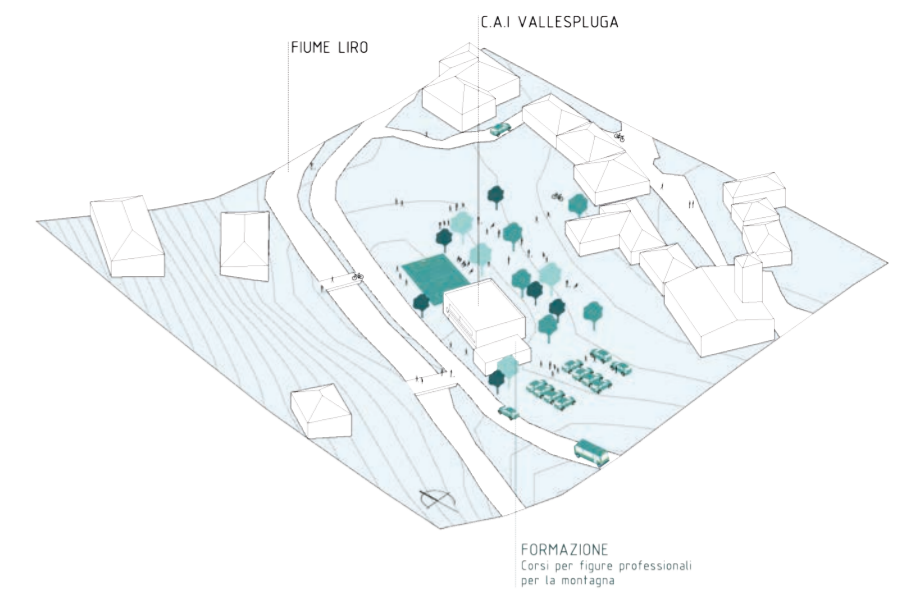 C.A.I VALLESPLUGA
FIUME LIRO
FORMAZIONE
Corsi per figure professionali
per la montagna